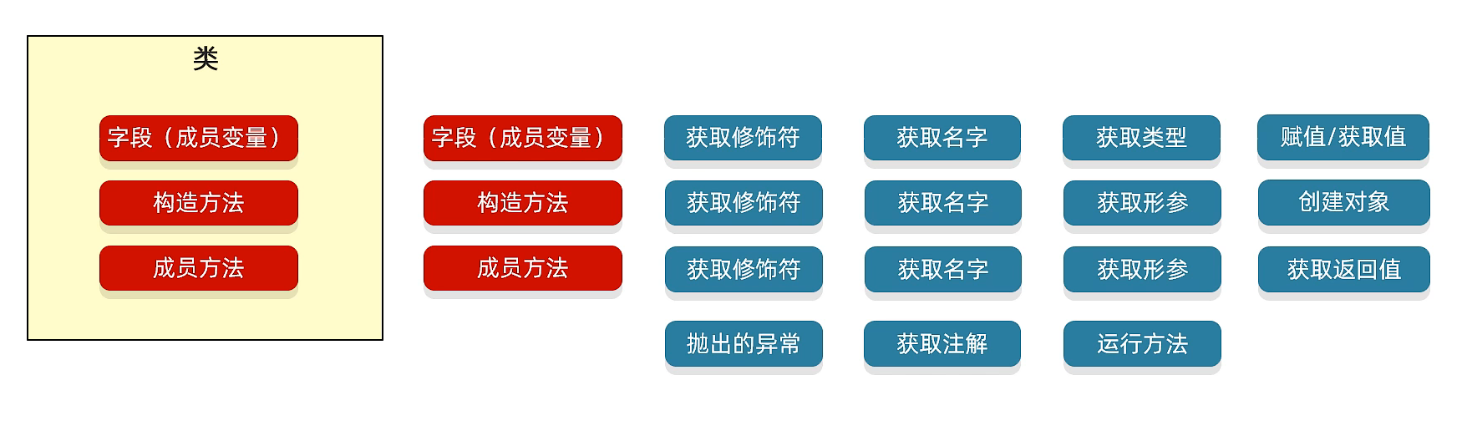 类
字段（成员变量）
构造方法
成员方法
字段（成员变量） 获取修饰符 获取名字 获取类型 赋值/获取值
构造方法 获取修饰符 获取名字 获取形参 创建对象
成员方法 获取修饰符 获取名字 获取形参 获取返回值
抛出的异常 获取注解 运行方法